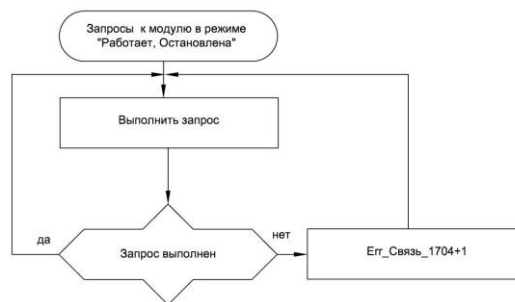 Запросы к модулю в режиме
"Работает, Остановлена"
Выполнить запрос
да
нет
Запрос выполнен
Err_Связь_1704+1